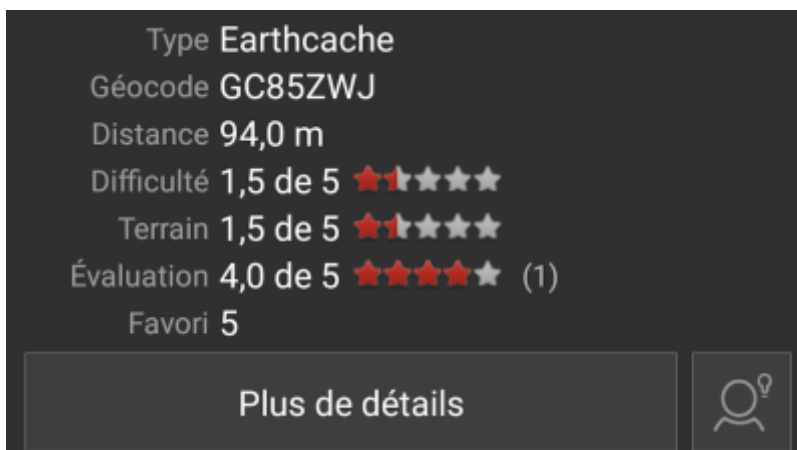 Type Earthcache
Géocode GC85ZWJ
Distance 94,0 m
Difficulté 1,5 de 5
Terrain 1,5 de 5
Évaluation 4,0 de 5 (1)
Favori 5
Plus de détails